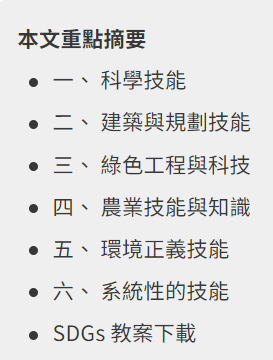 本文重點摘要
一、 科學技能
二、 建築與規劃技能
三、 綠色工程與科技
四、 農業技能與知識
五、 環境正義技能
六、 系統性的技能
SDGs 教案下載